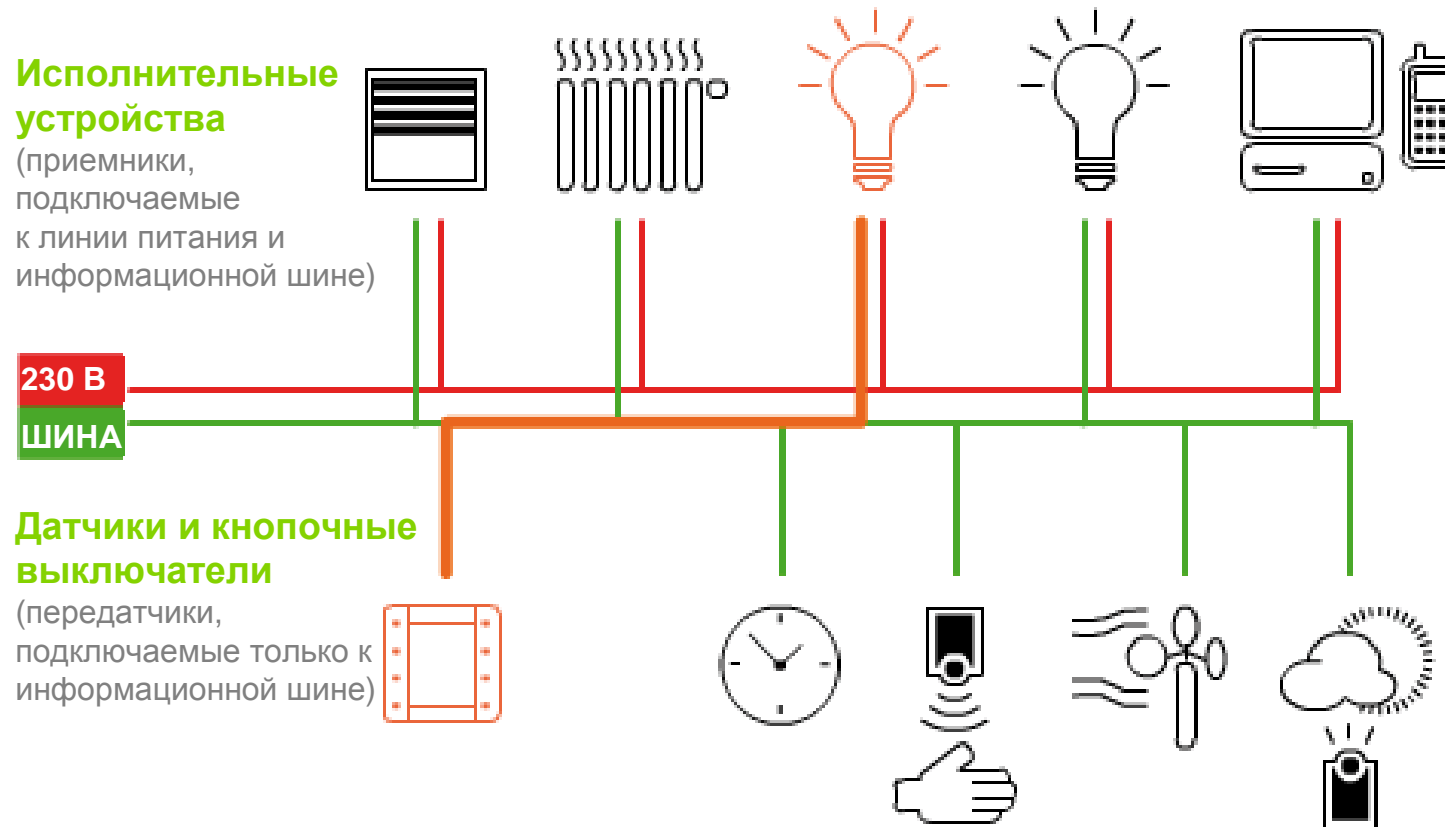 Исполнительные
устройства
(приемники,
подключаемые
к линии питания и
информационной шине)
230 В
ШИНА
Датчики и кнопочные
выключатели
(передатчики,
подключаемые только к
информационной шине)